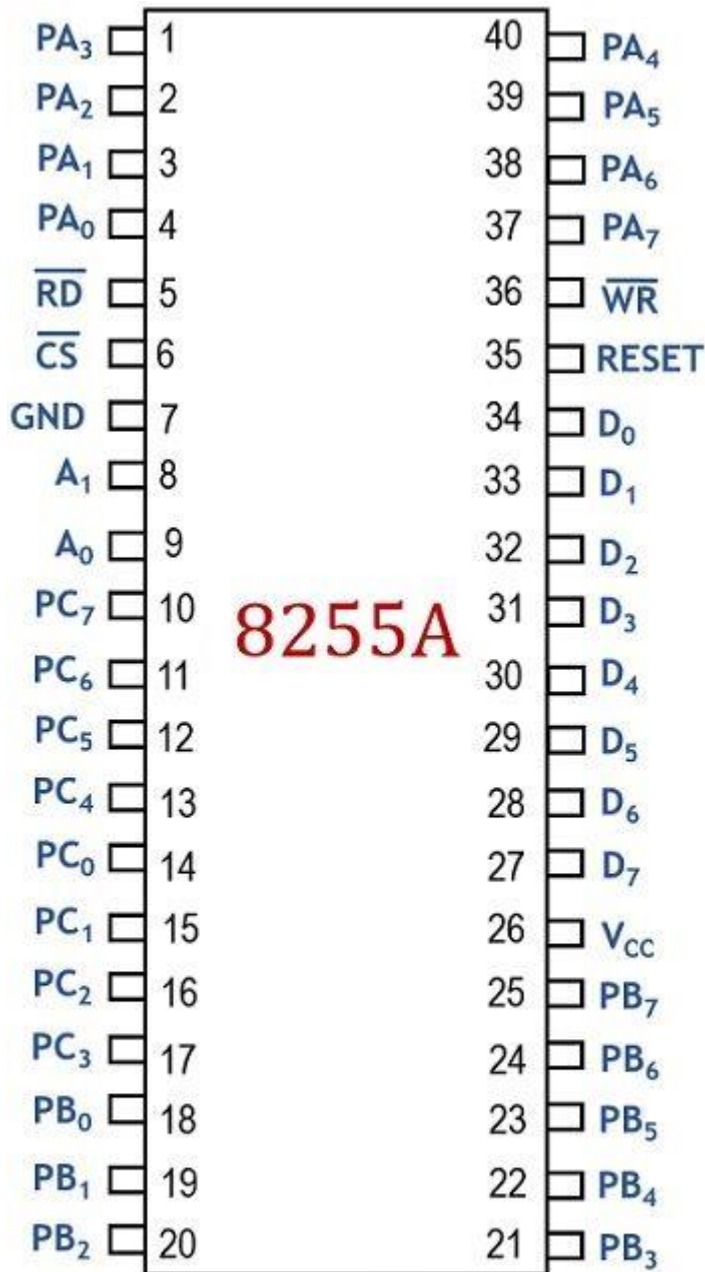 PA₃ 1 40 PA₄
PA₂ 2 39 PA₅
PA₁ 3 38 PA₆
PA₀ 4 37 PA₇
R̅D̅ 5 36 W̅R̅
C̅S̅ 6 35 RESET
GND 7 34 D₀
A₁ 8 33 D₁
A₀ 9 32 D₂
PC₇ 10 31 D₃
8255A
PC₆ 11 30 D₄
PC₅ 12 29 D₅
PC₄ 13 28 D₆
PC₀ 14 27 D₇
PC₁ 15 26 V_CC
PC₂ 16 25 PB₇
PC₃ 17 24 PB₆
PB₀ 18 23 PB₅
PB₁ 19 22 PB₄
PB₂ 20 21 PB₃